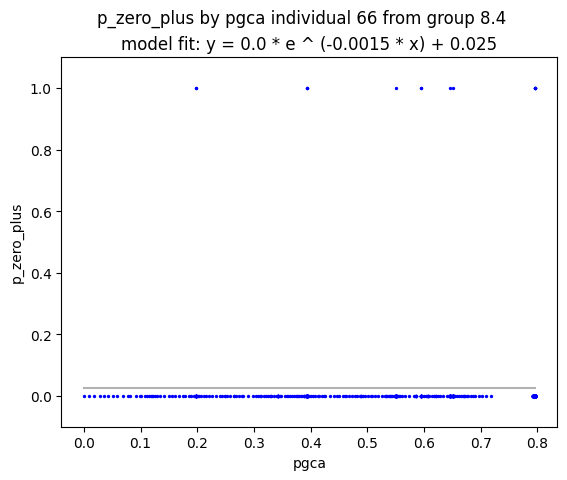 p_zero_plus by pgca individual 66 from group 8.4
model fit: y = 0.0 * e ^ (-0.0015 * x) + 0.025
1.0
0.8
0.6
0.4
0.2
0.0
p_zero_plus
0.0 0.1 0.2 0.3 0.4 0.5 0.6 0.7 0.8
pgca